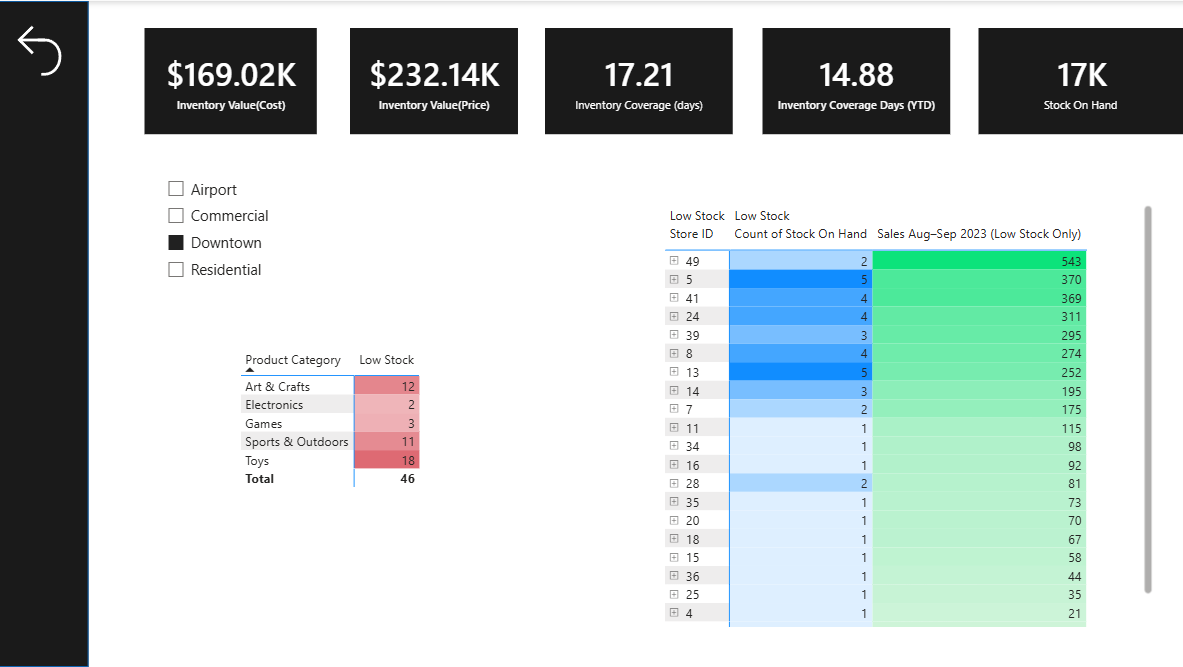 $169.02K
Inventory Value(Cost)
$232.14K
Inventory Value(Price)
17.21
Inventory Coverage (days)
14.88
Inventory Coverage Days (YTD)
17K
Stock On Hand
Airport
Commercial
Downtown
Residential
Product Category Low Stock
Art & Crafts 12
Electronics 2
Games 3
Sports & Outdoors 11
Toys 18
Total 46
Low Stock Low Stock
Store ID Count of Stock On Hand Sales Aug–Sep 2023 (Low Stock Only)
49 2 543
5 5 370
41 4 369
24 4 311
39 3 295
8 4 274
13 5 252
14 3 195
7 2 175
11 1 115
34 1 98
16 1 92
28 2 81
35 1 73
20 1 70
18 1 67
15 1 58
36 1 44
25 1 35
4 1 21